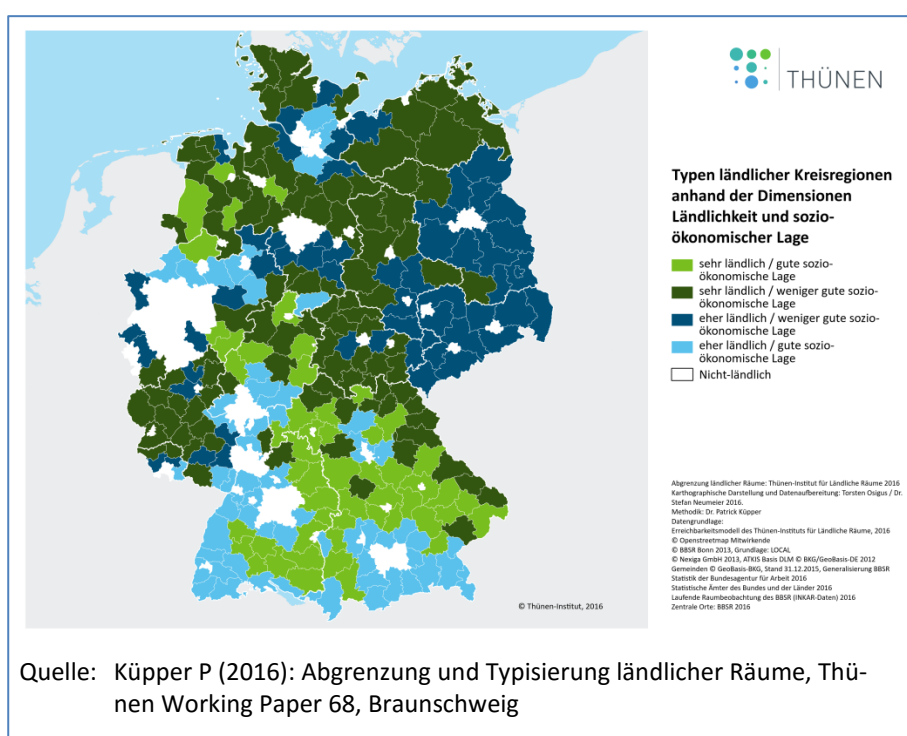 THÜNEN
Typen ländlicher Kreisregionen
anhand der Dimensionen
Ländlichkeit und sozio-
ökonomischer Lage
sehr ländlich / gute sozio-
ökonomische Lage
sehr ländlich / weniger gute sozio-
ökonomische Lage
eher ländlich / weniger gute sozio-
ökonomische Lage
eher ländlich / gute sozio-
ökonomische Lage
Nicht-ländlich
Abgrenzung ländlicher Räume: Thünen-Institut für Ländliche Räume 2016
Karthographische Darstellung und Datenaufbereitung: Torsten Osigus / Dr.
Stefan Neumeier 2016.
Methodik: Dr. Patrick Küpper
Datengrundlage:
Erreichbarkeitsmodell des Thünen-Instituts für Ländliche Räume, 2016
© Openstreetmap Mitwirkende
© BBSR Bonn 2013, Grundlage: LOCAL
© Nexiga GmbH 2013, ATKIS Basis DLM © BKG/GeoBasis-DE 2012
Gemeinden © GeoBasis-BKG, Stand 31.12.2015, Generalisierung BBSR
Statistik der Bundesagentur für Arbeit 2016
Statistische Ämter des Bundes und der Länder 2016
Laufende Raumbeobachtung des BBSR (INKAR-Daten) 2016
Zentrale Orte: BBSR 2016
© Thünen-Institut, 2016
Quelle: Küpper P (2016): Abgrenzung und Typisierung ländlicher Räume, Thü-
nen Working Paper 68, Braunschweig